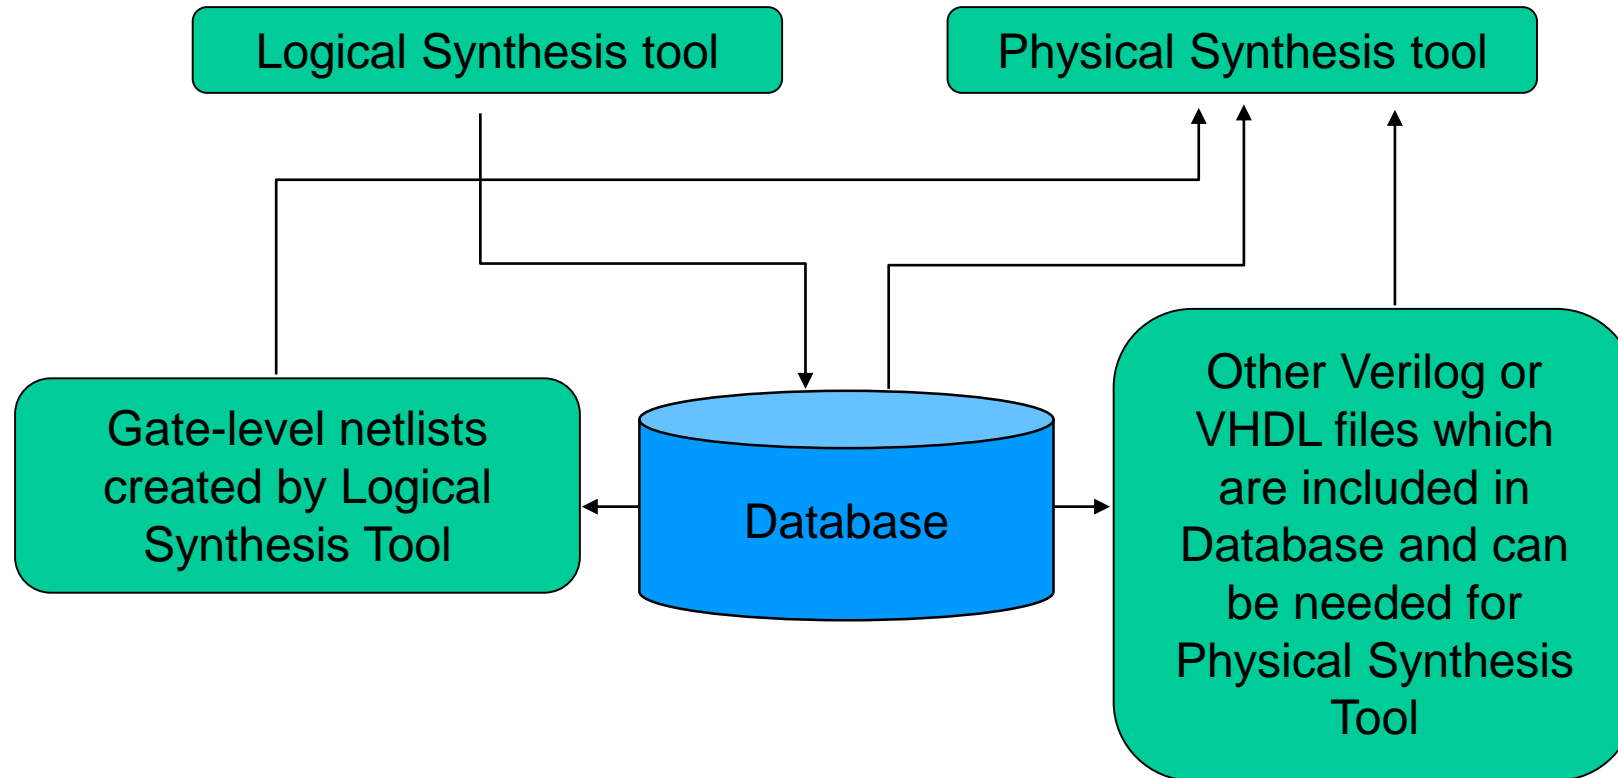 Logical Synthesis tool
Physical Synthesis tool
Gate-level netlists
created by Logical
Synthesis Tool
Database
Other Verilog or
VHDL files which
are included in
Database and can
be needed for
Physical Synthesis
Tool